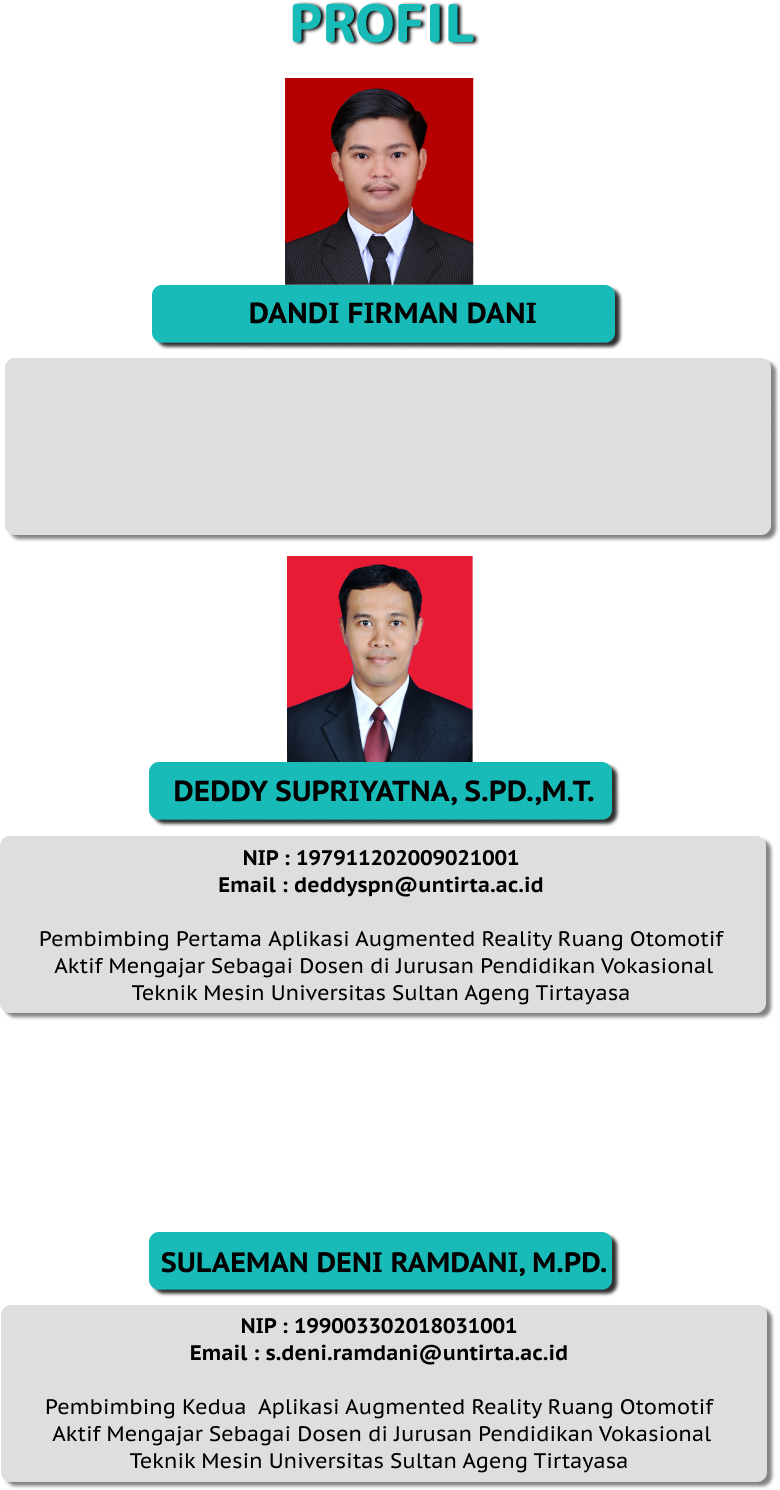 PROFIL
DANDI FIRMAN DANI
DEDDY SUPRIYATNA, S.PD.,M.T.
NIP : 197911202009021001
Email : deddyspn@untirta.ac.id
Pembimbing Pertama Aplikasi Augmented Reality Ruang Otomotif
Aktif Mengajar Sebagai Dosen di Jurusan Pendidikan Vokasional
Teknik Mesin Universitas Sultan Ageng Tirtayasa
SULAEMAN DENI RAMDANI, M.PD.
NIP : 199003302018031001
Email : s.deni.ramdani@untirta.ac.id
Pembimbing Kedua  Aplikasi Augmented Reality Ruang Otomotif
Aktif Mengajar Sebagai Dosen di Jurusan Pendidikan Vokasional
Teknik Mesin Universitas Sultan Ageng Tirtayasa